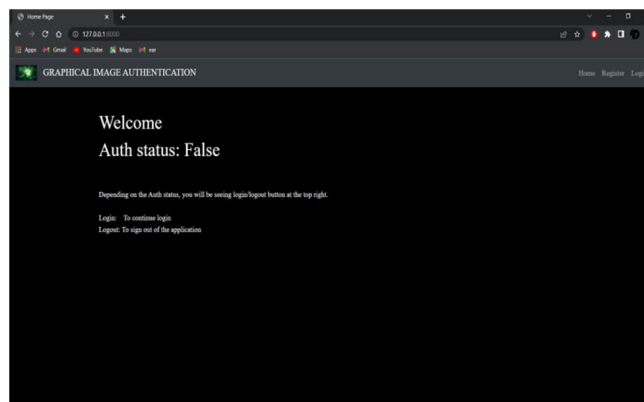 Home Page
127.0.0.1:8000
Apps Gmail YouTube Maps eer
GRAPHICAL IMAGE AUTHENTICATION Home Register Logi
Welcome
Auth status: False
Depending on the Auth status, you will be seeing login/logout button at the top right.
Login: To continue login
Logout: To sign out of the application